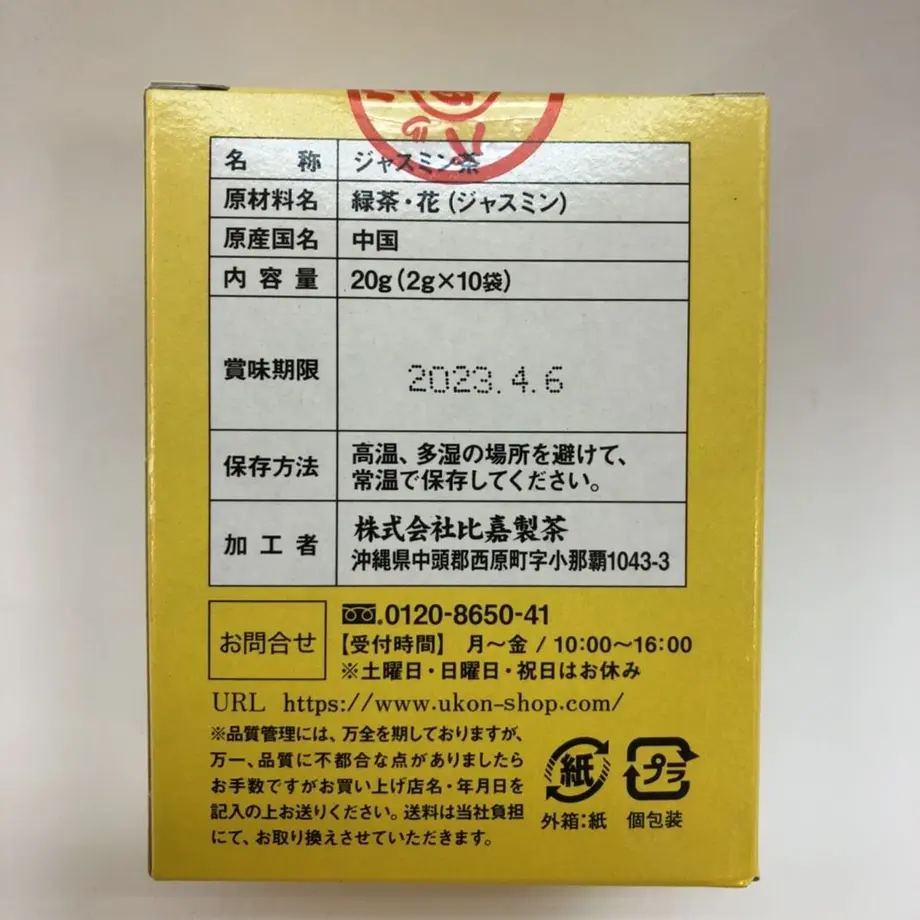 名称 ジャスミン茶
原材料名 緑茶・花(ジャスミン)
原産国名 中国
内容量 20g(2g×10袋)
賞味期限 2023.4.6
保存方法 高温、多湿の場所を避けて、
常温で保存してください。
加工者 株式会社比嘉製茶
沖縄県中頭郡西原町字小那覇1043-3
お問合せ 0120-8650-41
【受付時間】 月～金 / 10:00～16:00
※土曜日・日曜日・祝日はお休み
URL https://www.ukon-shop.com/
※品質管理には、万全を期しておりますが、
万一、品質に不都合な点がありましたら
お手数ですがお買い上げ店名・年月日を
記入の上お送りください。送料は当社負担
にて、お取り換えさせていただきます。
紙
外箱:紙
プラ
個包装